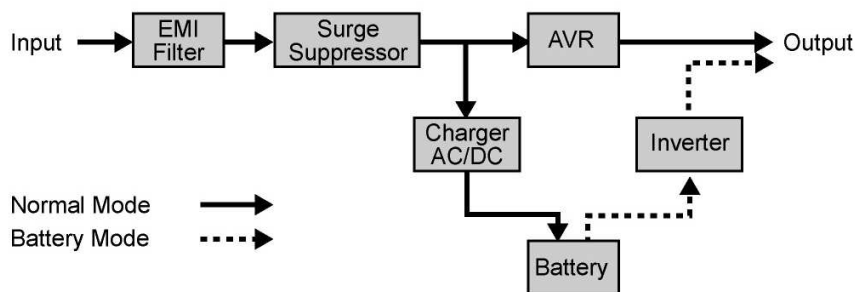 Input
EMI
Filter
Surge
Suppressor
AVR
Output
Charger
AC/DC
Inverter
Normal Mode
Battery Mode
Battery